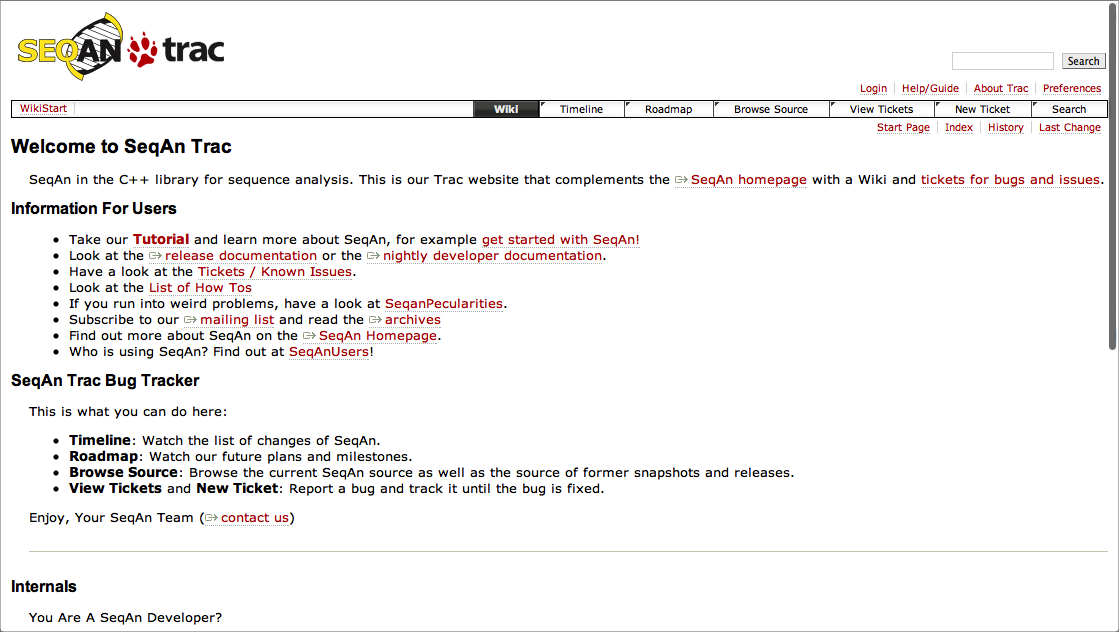 SEQAN trac
Search
Login Help/Guide About Trac Preferences
WikiStart Wiki Timeline Roadmap Browse Source View Tickets New Ticket Search
Start Page Index History Last Change
Welcome to SeqAn Trac
SeqAn in the C++ library for sequence analysis. This is our Trac website that complements the SeqAn homepage with a Wiki and tickets for bugs and issues.
Information For Users
Take our Tutorial and learn more about SeqAn, for example get started with SeqAn!
Look at the release documentation or the nightly developer documentation.
Have a look at the Tickets / Known Issues.
Look at the List of How Tos
If you run into weird problems, have a look at SeqanPecularities.
Subscribe to our mailing list and read the archives
Find out more about SeqAn on the SeqAn Homepage.
Who is using SeqAn? Find out at SeqAnUsers!
SeqAn Trac Bug Tracker
This is what you can do here:
Timeline: Watch the list of changes of SeqAn.
Roadmap: Watch our future plans and milestones.
Browse Source: Browse the current SeqAn source as well as the source of former snapshots and releases.
View Tickets and New Ticket: Report a bug and track it until the bug is fixed.
Enjoy, Your SeqAn Team (contact us)
Internals
You Are A SeqAn Developer?